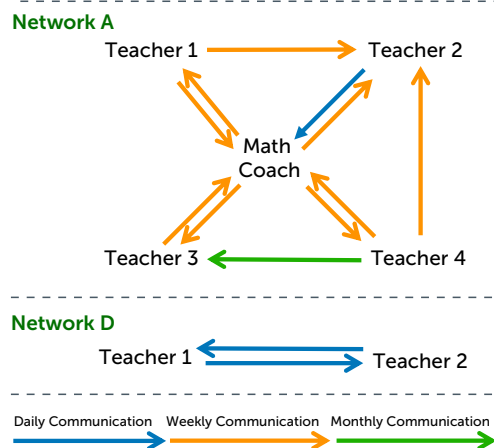 Network A
Teacher 1
Teacher 2
Math
Coach
Teacher 3
Teacher 4
Network D
Teacher 1
Teacher 2
Daily Communication
Weekly Communication
Monthly Communication